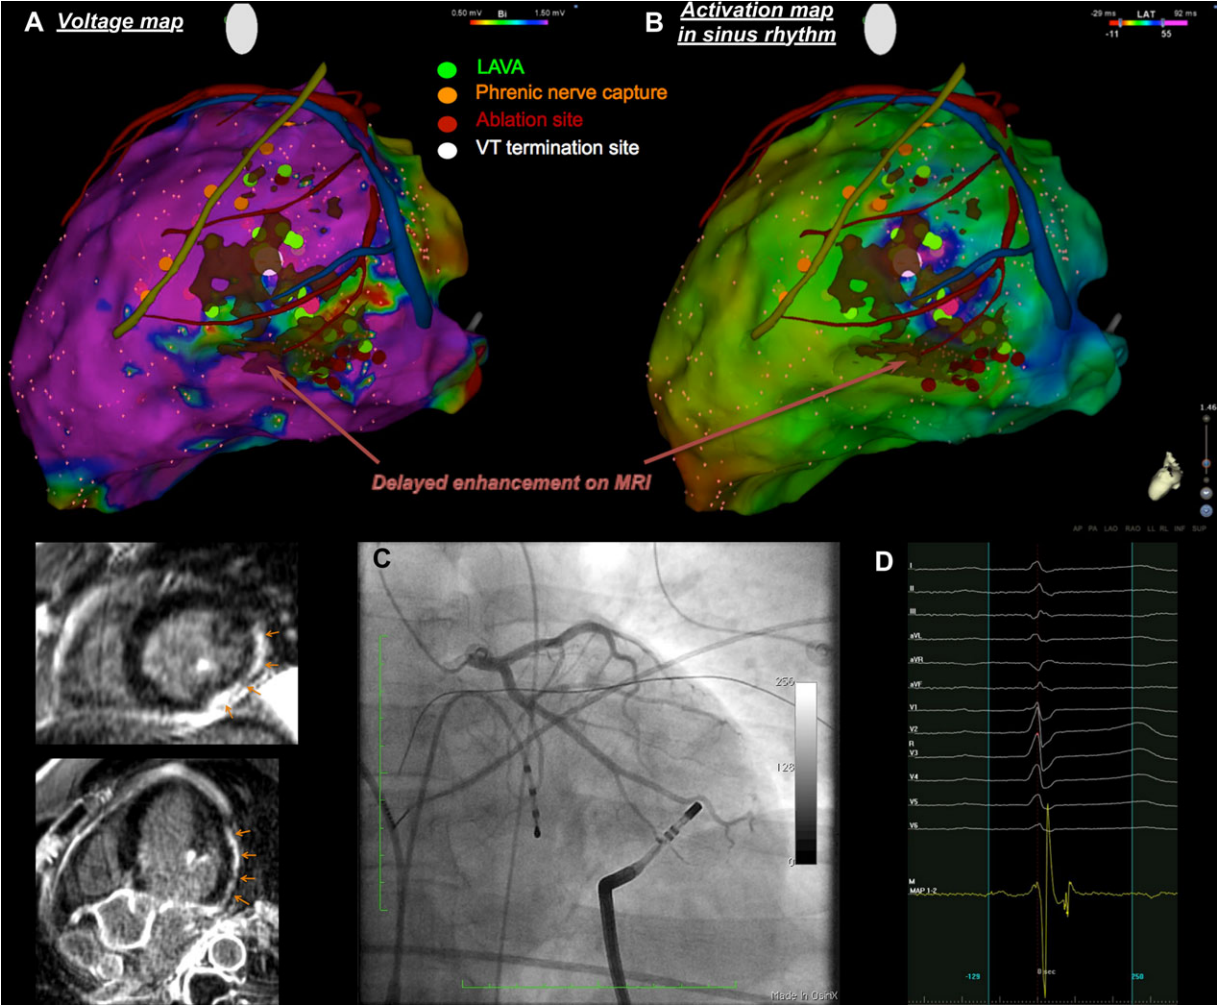 A Voltage map
0.50 mV Bi 1.50 mV
B Activation map
in sinus rhythm
-29 ms LAT 92 ms
-11 55
LAVA
Phrenic nerve capture
Ablation site
VT termination site
1.46
Delayed enhancement on MRI
AP PA LAO RAO LL RL INF SUP
C
256
128
0
Made In OsiriX
D
I
II
III
aVL
aVR
aVF
V1
V2
R
V3
V4
V5
V6
M
MAP 1-2
-129 0 sec 250